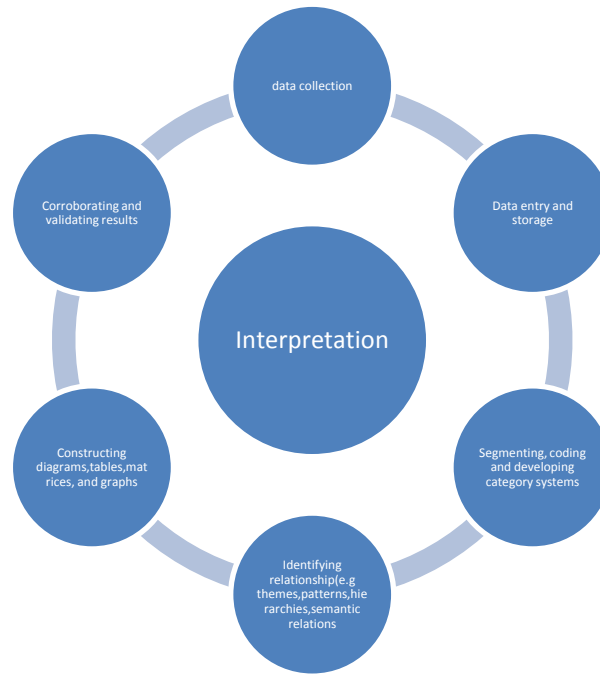 data collection
Data entry and
storage
Segmenting, coding
and developing
category systems
Identifying
relationship(e.g
themes,patterns,hie
rarchies,semantic
relations
Constructing
diagrams,tables,mat
rices, and graphs
Corroborating and
validating results
Interpretation